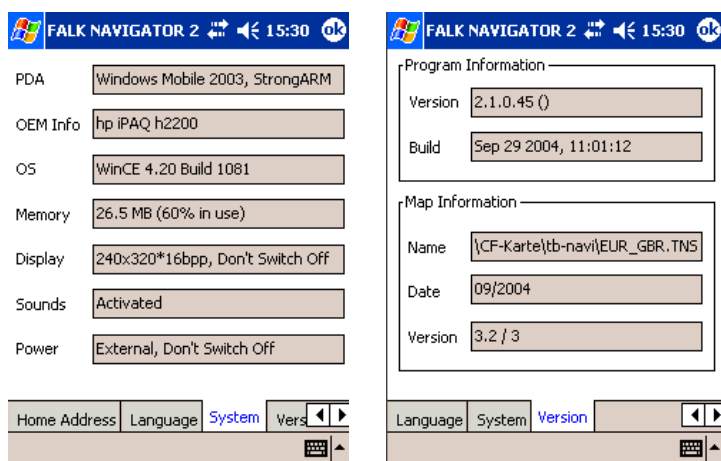 FALK NAVIGATOR 2 15:30 ok
PDA Windows Mobile 2003, StrongARM
OEM Info hp iPAQ h2200
OS WinCE 4.20 Build 1081
Memory 26.5 MB (60% in use)
Display 240x320*16bpp, Don't Switch Off
Sounds Activated
Power External, Don't Switch Off
Home Address Language System Vers
FALK NAVIGATOR 2 15:30 ok
Program Information
Version 2.1.0.45 ()
Build Sep 29 2004, 11:01:12
Map Information
Name \CF-Karte\tb-navi\EUR_GBR.TNS
Date 09/2004
Version 3.2 / 3
Language System Version